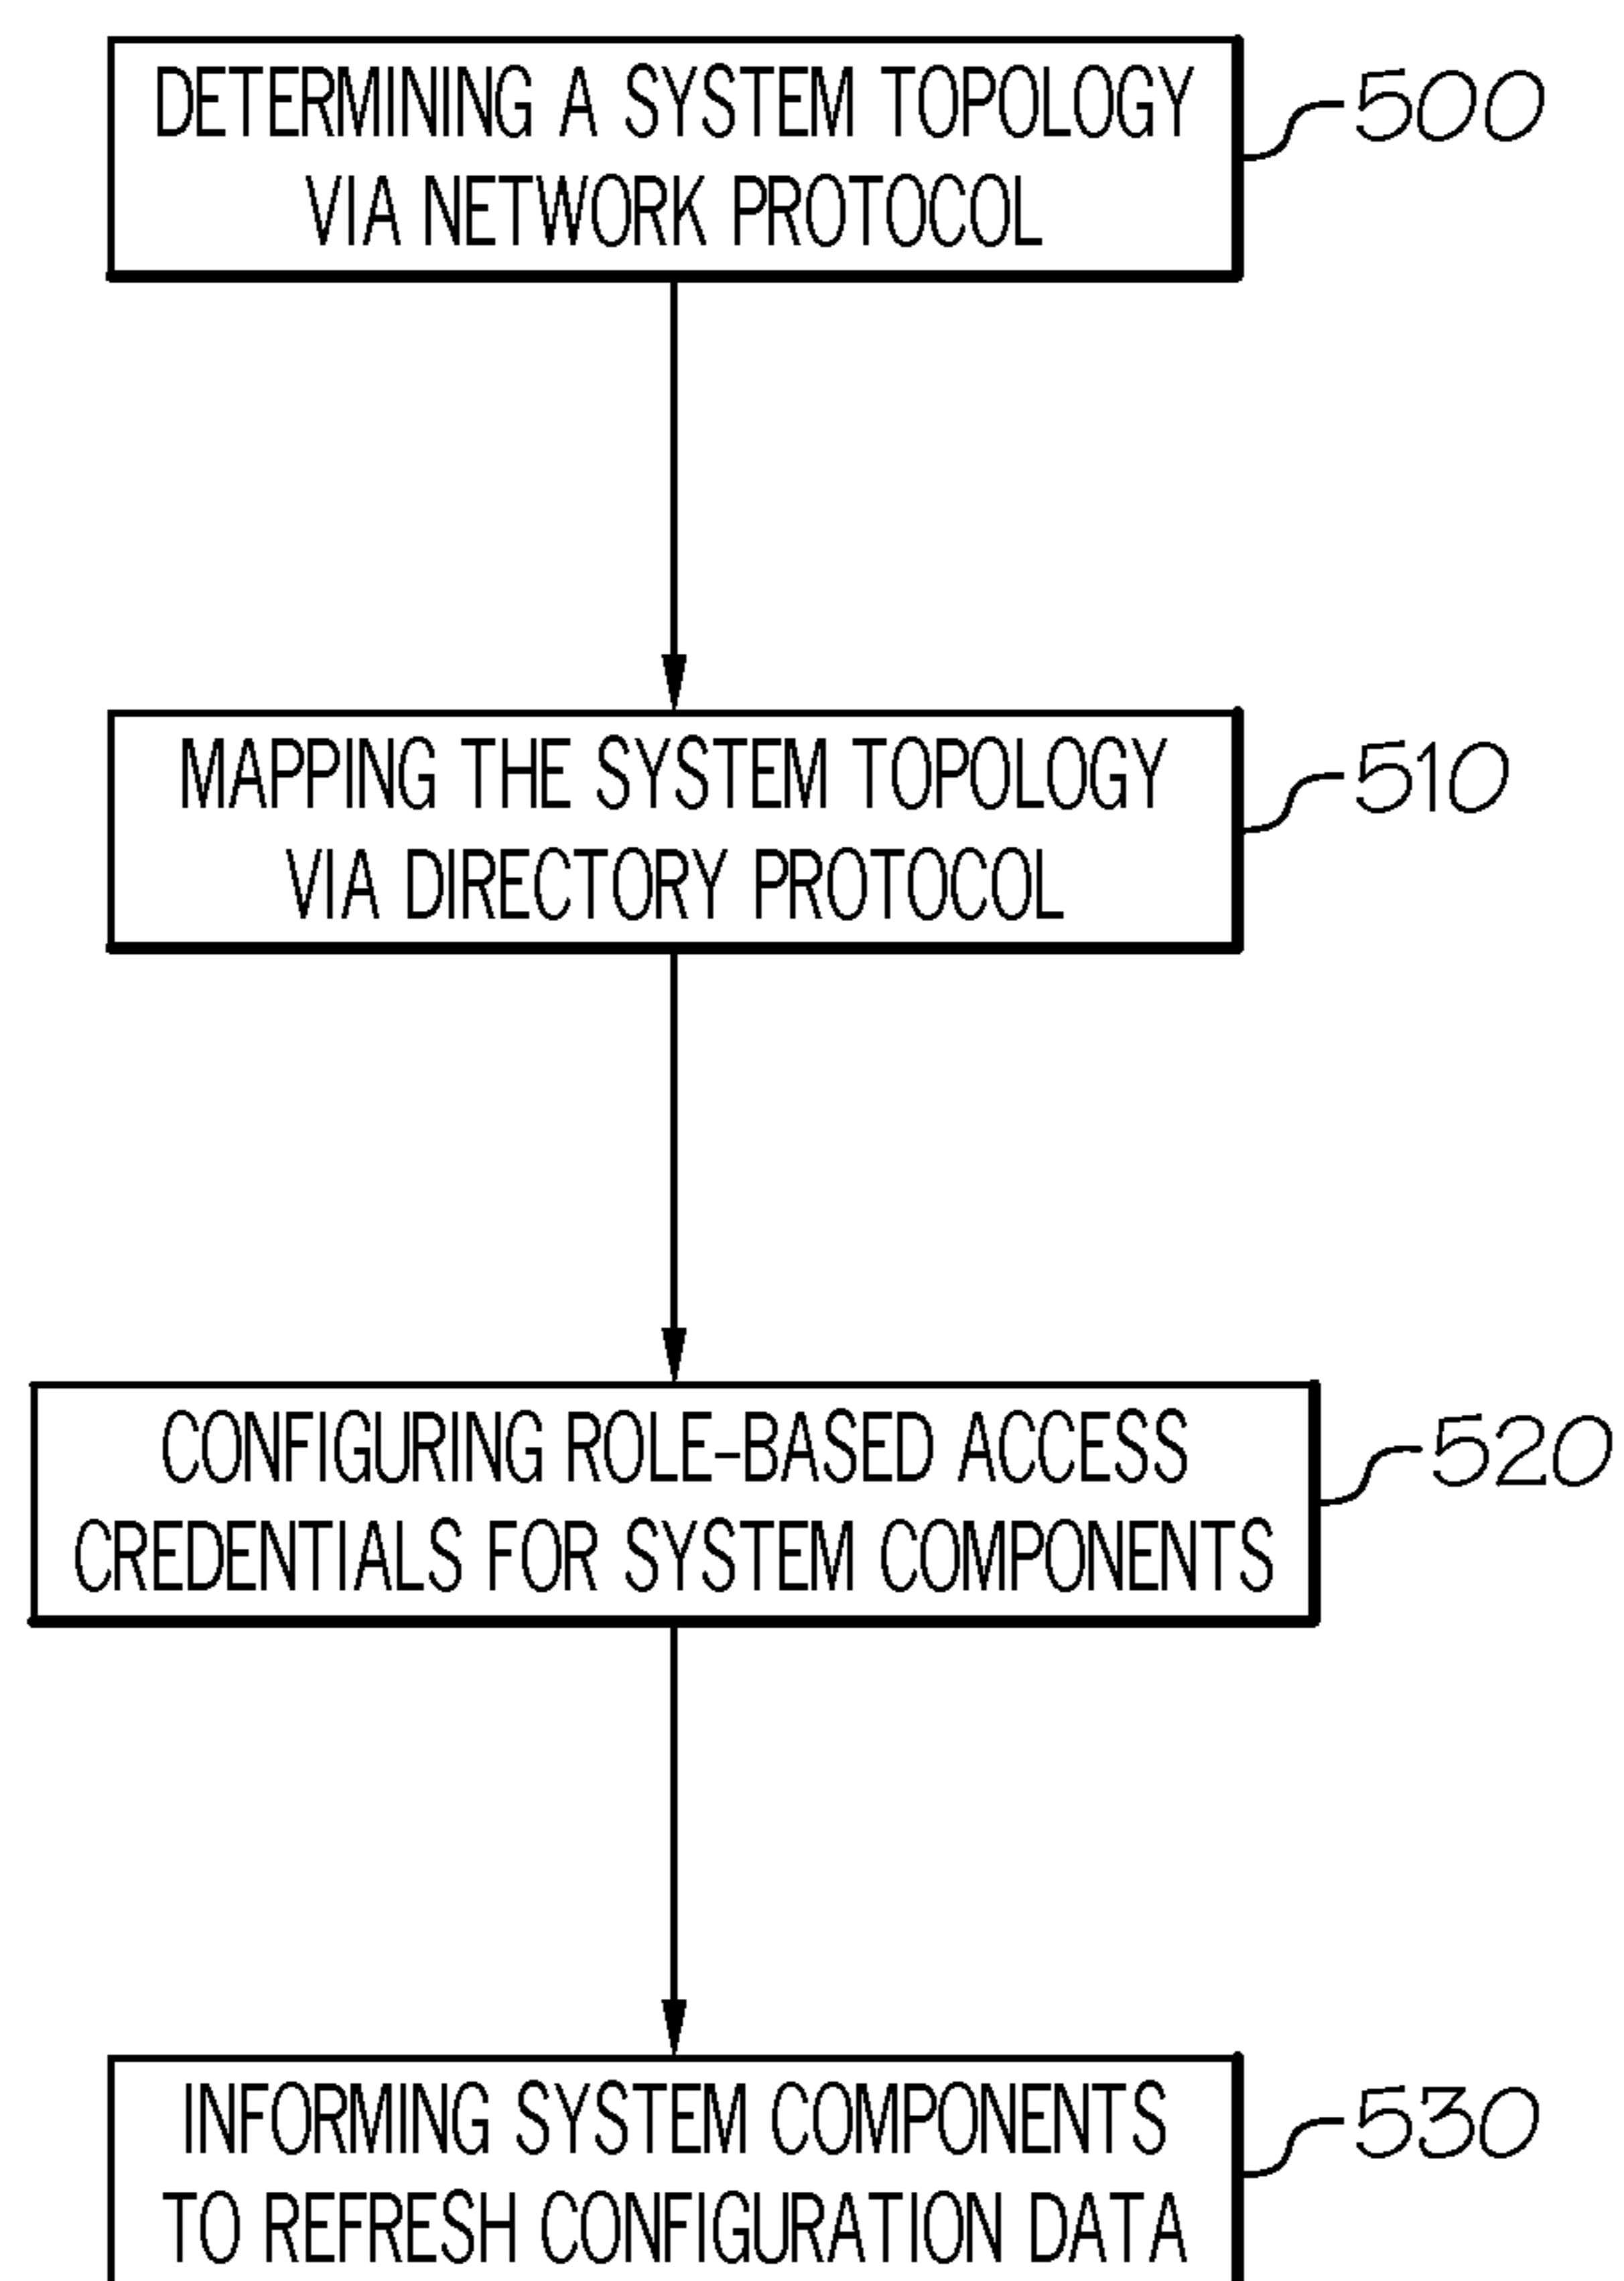 DETERMINING A SYSTEM TOPOLOGY
VIA NETWORK PROTOCOL
500
MAPPING THE SYSTEM TOPOLOGY
VIA DIRECTORY PROTOCOL
510
CONFIGURING ROLE-BASED ACCESS
CREDENTIALS FOR SYSTEM COMPONENTS
520
INFORMING SYSTEM COMPONENTS
TO REFRESH CONFIGURATION DATA
530